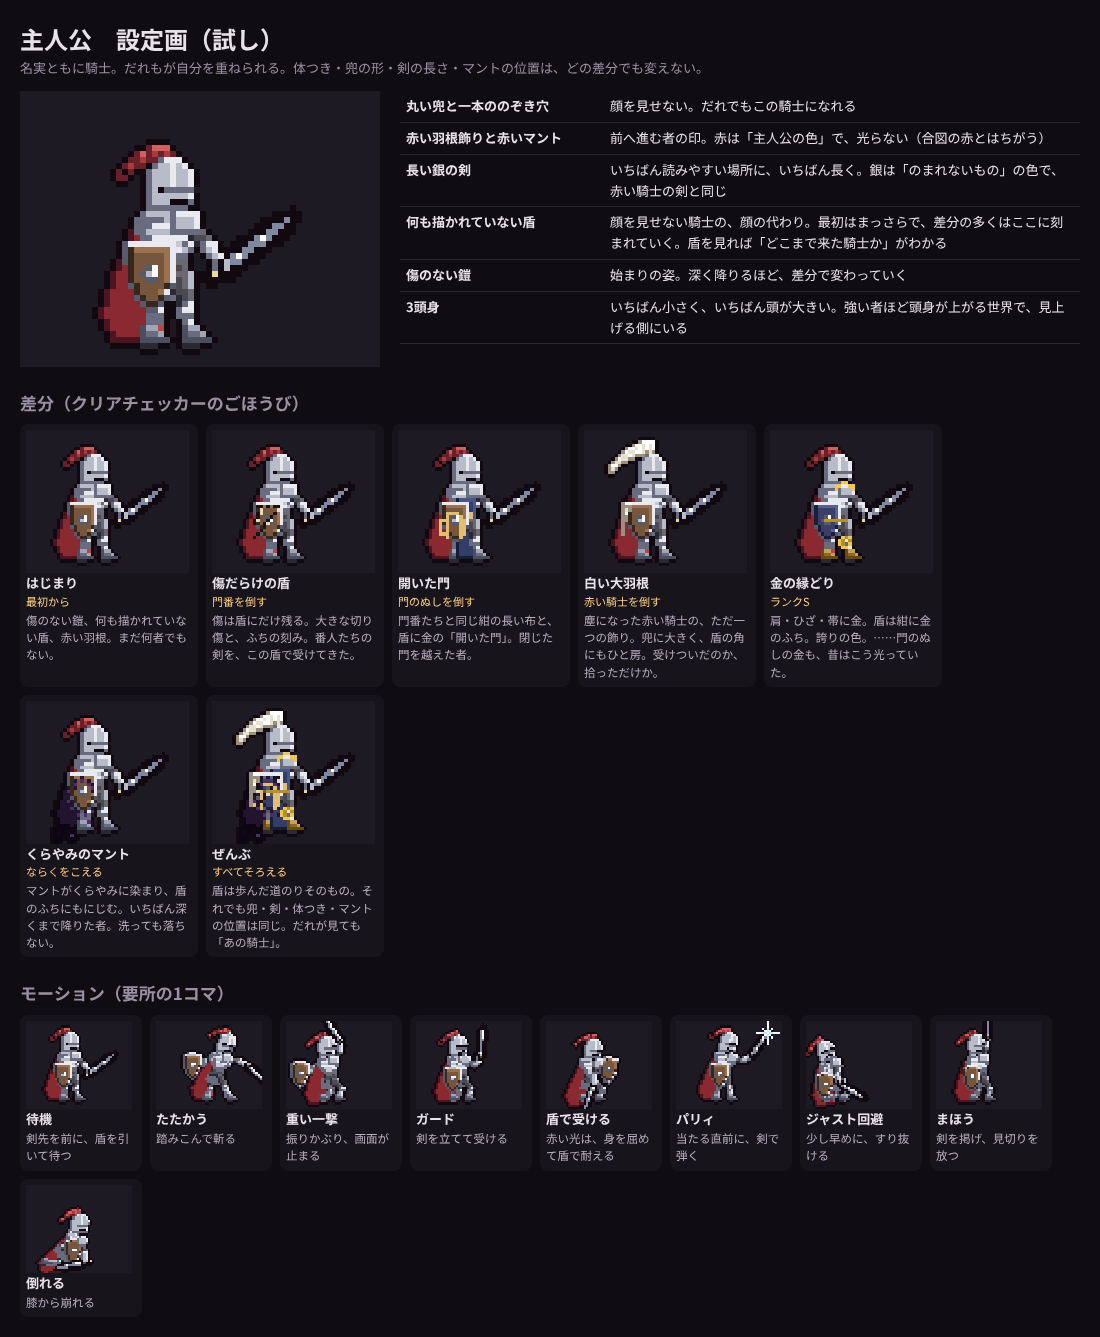 主人公　設定画（試し）
名実ともに騎士。だれもが自分を重ねられる。体つき・兜の形・剣の長さ・マントの位置は、どの差分でも変えない。
丸い兜と一本ののぞき穴
顔を見せない。だれでもこの騎士になれる
赤い羽根飾りと赤いマント
前へ進む者の印。赤は「主人公の色」で、光らない（合図の赤とはちがう）
長い銀の剣
いちばん読みやすい場所に、いちばん長く。銀は「のまれないもの」の色で、
赤い騎士の剣と同じ
何も描かれていない盾
顔を見せない騎士の、顔の代わり。最初はまっさらで、差分の多くはここに刻
まれていく。盾を見れば「どこまで来た騎士か」がわかる
傷のない鎧
始まりの姿。深く降りるほど、差分で変わっていく
3頭身
いちばん小さく、いちばん頭が大きい。強い者ほど頭身が上がる世界で、見上
げる側にいる
差分（クリアチェッカーのごほうび）
はじまり
最初から
傷のない鎧、何も描かれていな
い盾、赤い羽根。まだ何者でも
ない。
傷だらけの盾
門番を倒す
傷は盾にだけ残る。大きな切り
傷と、ふちの刻み。番人たちの
剣を、この盾で受けてきた。
開いた門
門のぬしを倒す
門番たちと同じ紺の長い布と、
盾に金の「開いた門」。閉じた
門を越えた者。
白い大羽根
赤い騎士を倒す
塵になった赤い騎士の、ただ一
つの飾り。兜に大きく、盾の角
にもひと房。受けついだのか、
拾っただけか。
金の縁どり
ランクS
肩・ひざ・帯に金。盾は紺に金
のふち。誇りの色。……門のぬ
しの金も、昔はこう光ってい
た。
くらやみのマント
ならくをこえる
マントがくらやみに染まり、盾
のふちにもにじむ。いちばん深
くまで降りた者。洗っても落ち
ない。
ぜんぶ
すべてそろえる
盾は歩んだ道のりそのもの。そ
れでも兜・剣・体つき・マント
の位置は同じ。だれが見ても
「あの騎士」。
モーション（要所の1コマ）
待機
剣先を前に、盾を引
いて待つ
たたかう
踏みこんで斬る
重い一撃
振りかぶり、画面が
止まる
ガード
剣を立てて受ける
盾で受ける
赤い光は、身を屈め
て盾で耐える
パリィ
当たる直前に、剣で
弾く
ジャスト回避
少し早めに、すり抜
ける
まほう
剣を掲げ、見切りを
放つ
倒れる
膝から崩れる